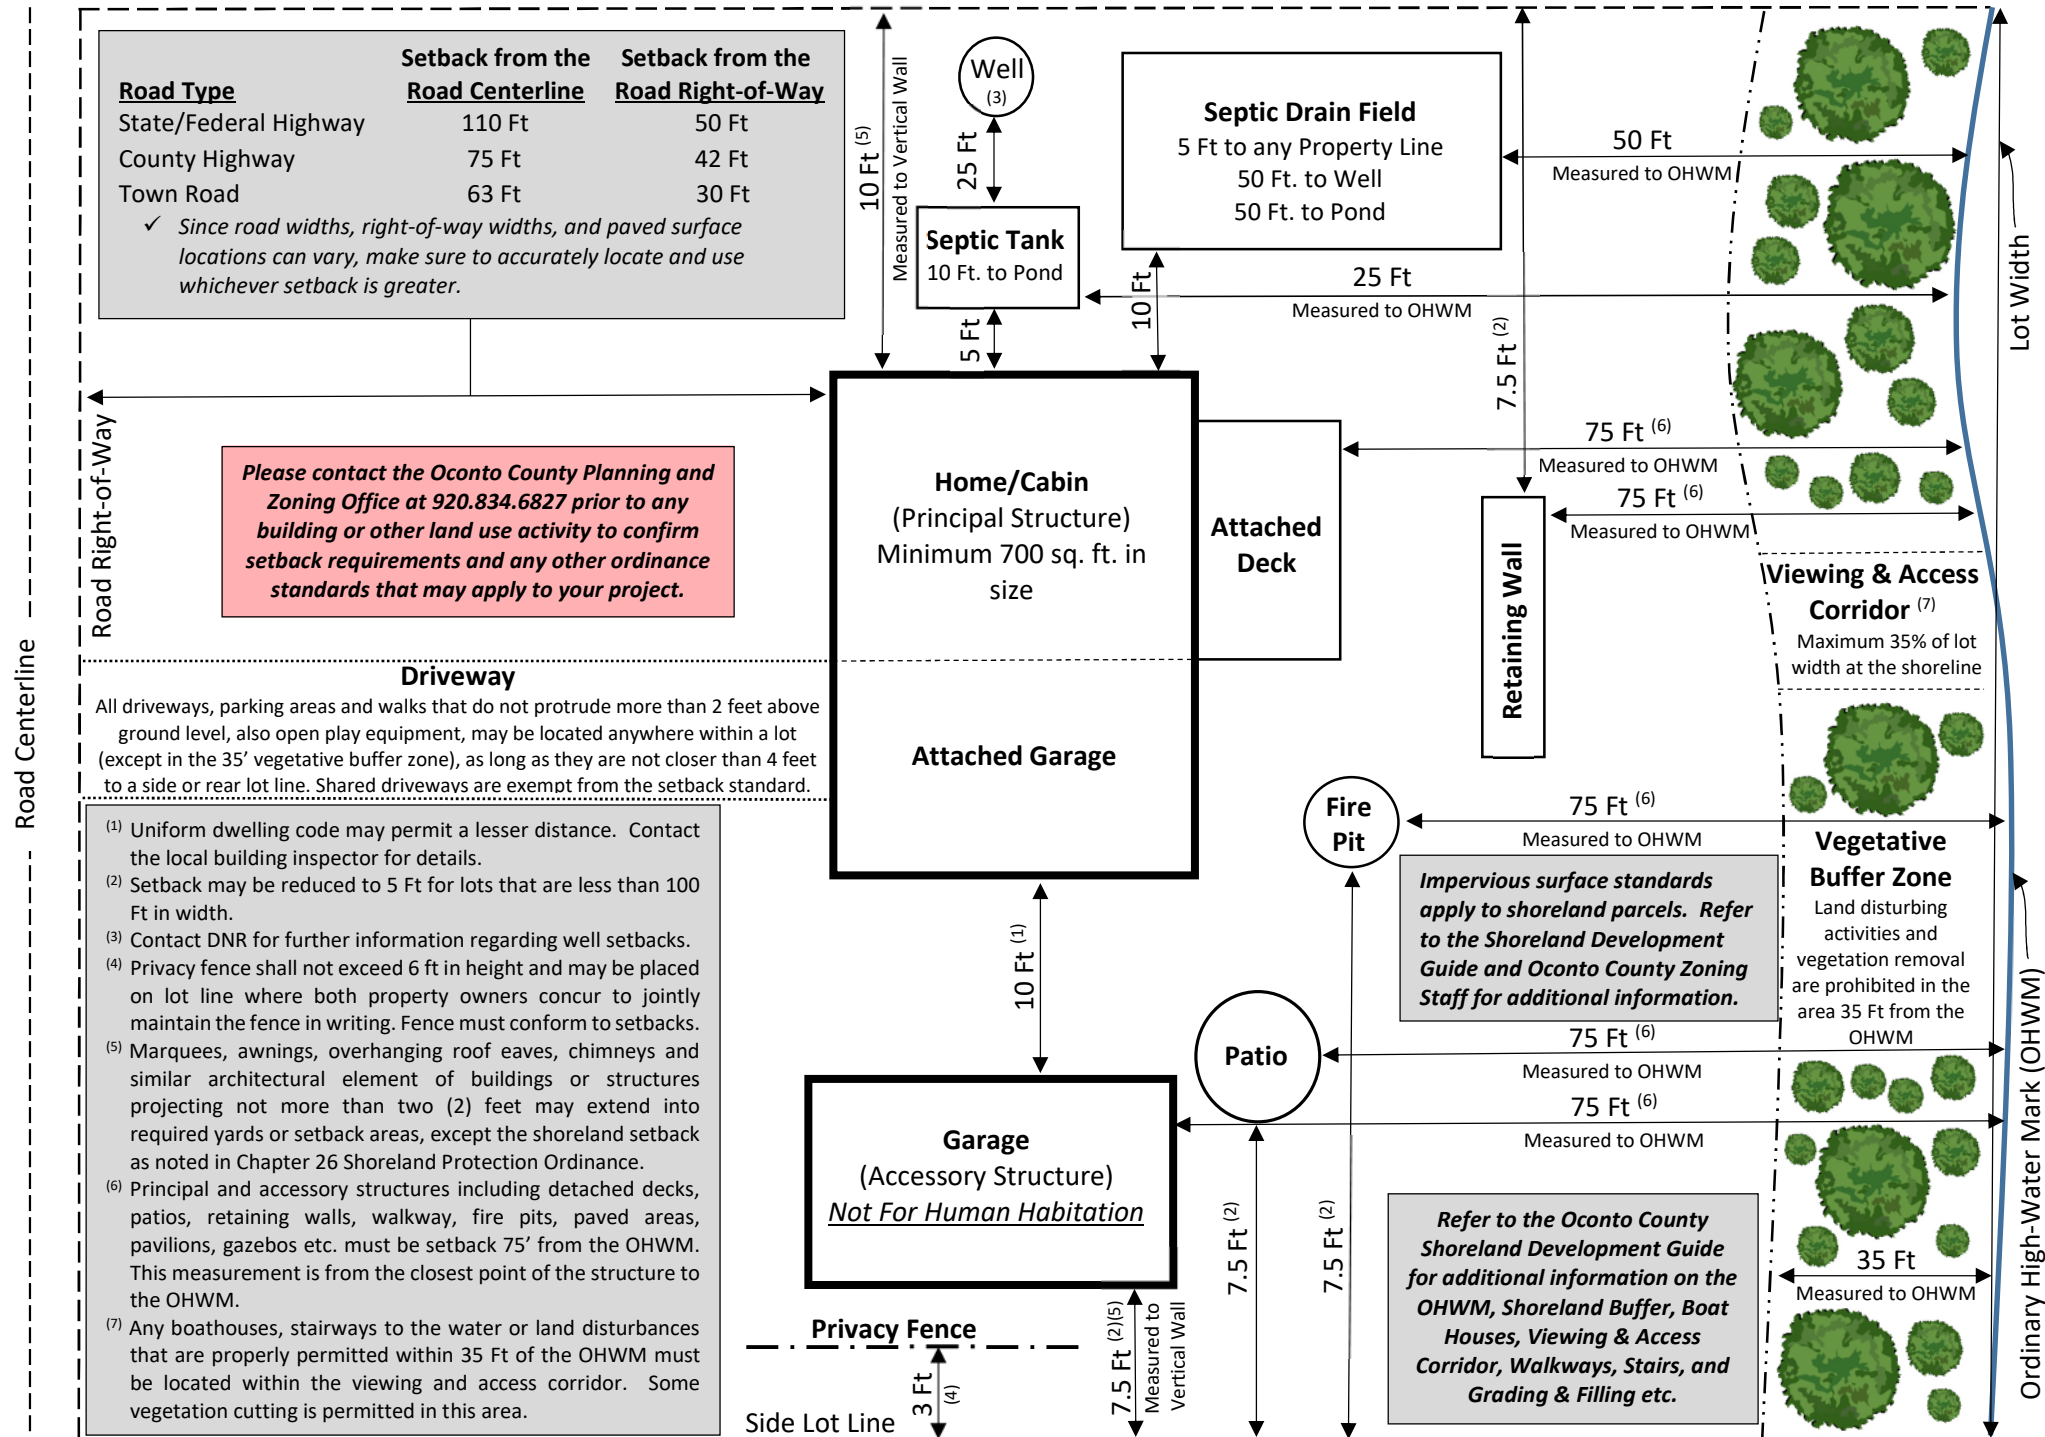 Road Centerline
Road Right-of-Way
Setback from the Setback from the
Road Type Road Centerline Road Right-of-Way
State/Federal Highway 110 Ft 50 Ft
County Highway 75 Ft 42 Ft
Town Road 63 Ft 30 Ft
✓ Since road widths, right-of-way widths, and paved surface
locations can vary, make sure to accurately locate and use
whichever setback is greater.
10 Ft (5)
Measured to Vertical Wall
Well
(3)
25 Ft
Septic Tank
10 Ft. to Pond
5 Ft
Septic Drain Field
5 Ft to any Property Line
50 Ft. to Well
50 Ft. to Pond
10 Ft
50 Ft
Measured to OHWM
25 Ft
Measured to OHWM
7.5 Ft (2)
Lot Width
Please contact the Oconto County Planning and
Zoning Office at 920.834.6827 prior to any
building or other land use activity to confirm
setback requirements and any other ordinance
standards that may apply to your project.
Home/Cabin
(Principal Structure)
Minimum 700 sq. ft. in
size
Attached
Deck
75 Ft (6)
Measured to OHWM
75 Ft (6)
Measured to OHWM
Retaining Wall
Viewing & Access
Corridor (7)
Maximum 35% of lot
width at the shoreline
Driveway
All driveways, parking areas and walks that do not protrude more than 2 feet above
ground level, also open play equipment, may be located anywhere within a lot
(except in the 35’ vegetative buffer zone), as long as they are not closer than 4 feet
to a side or rear lot line. Shared driveways are exempt from the setback standard.
Attached Garage
Fire
Pit
75 Ft (6)
Measured to OHWM
Vegetative
Buffer Zone
Land disturbing
activities and
vegetation removal
are prohibited in the
area 35 Ft from the
OHWM
Impervious surface standards
apply to shoreland parcels. Refer
to the Shoreland Development
Guide and Oconto County Zoning
Staff for additional information.
(1) Uniform dwelling code may permit a lesser distance. Contact
the local building inspector for details.
(2) Setback may be reduced to 5 Ft for lots that are less than 100
Ft in width.
(3) Contact DNR for further information regarding well setbacks.
(4) Privacy fence shall not exceed 6 ft in height and may be placed
on lot line where both property owners concur to jointly
maintain the fence in writing. Fence must conform to setbacks.
(5) Marquees, awnings, overhanging roof eaves, chimneys and
similar architectural element of buildings or structures
projecting not more than two (2) feet may extend into
required yards or setback areas, except the shoreland setback
as noted in Chapter 26 Shoreland Protection Ordinance.
(6) Principal and accessory structures including detached decks,
patios, retaining walls, walkway, fire pits, paved areas,
pavilions, gazebos etc. must be setback 75’ from the OHWM.
This measurement is from the closest point of the structure to
the OHWM.
(7) Any boathouses, stairways to the water or land disturbances
that are properly permitted within 35 Ft of the OHWM must
be located within the viewing and access corridor. Some
vegetation cutting is permitted in this area.
10 Ft (1)
Patio
75 Ft (6)
Measured to OHWM
75 Ft (6)
Measured to OHWM
Garage
(Accessory Structure)
Not For Human Habitation
7.5 Ft (2)
7.5 Ft (2)
Refer to the Oconto County
Shoreland Development Guide
for additional information on the
OHWM, Shoreland Buffer, Boat
Houses, Viewing & Access
Corridor, Walkways, Stairs, and
Grading & Filling etc.
35 Ft
Measured to OHWM
Ordinary High-Water Mark (OHWM)
Privacy Fence
3 Ft
(4)
7.5 Ft (2)(5)
Measured to
Vertical Wall
Side Lot Line